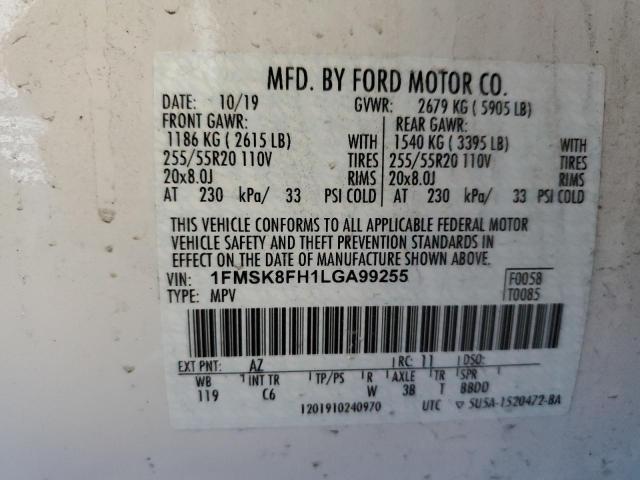 MFD. BY FORD MOTOR CO.
DATE: 10/19 GVWR: 2679 KG ( 5905 LB)
FRONT GAWR: REAR GAWR:
1186 KG ( 2615 LB) WITH 1540 KG ( 3395 LB) WITH
255/55R20 110V TIRES 255/55R20 110V TIRES
20x8.0J RIMS 20x8.0J RIMS
AT 230 kPa/ 33 PSI COLD AT 230 kPa/ 33 PSI COLD
THIS VEHICLE CONFORMS TO ALL APPLICABLE FEDERAL MOTOR
VEHICLE SAFETY AND THEFT PREVENTION STANDARDS IN
EFFECT ON THE DATE OF MANUFACTURE SHOWN ABOVE.
VIN: 1FMSK8FH1LGA99255 F0058
TYPE: MPV T0085
EXT PNT: AZ RC: 11 DSO:
WB INT TR TP/PS R AXLE TR SPR
119 C6 W 3B T BBDD
1201910240970 UTC ▽ SU5A-1520472-BA